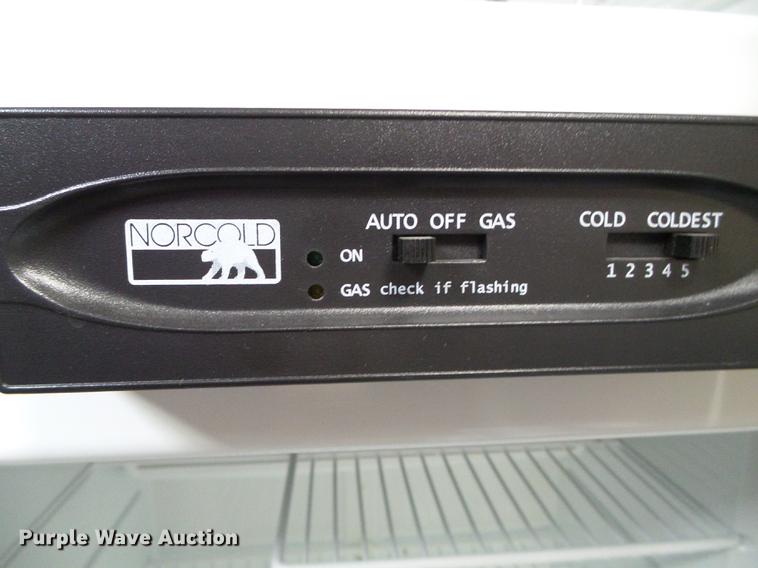 NORCOLD
AUTO OFF GAS
COLD COLDEST
ON
1 2 3 4 5
GAS check if flashing
Purple Wave Auction